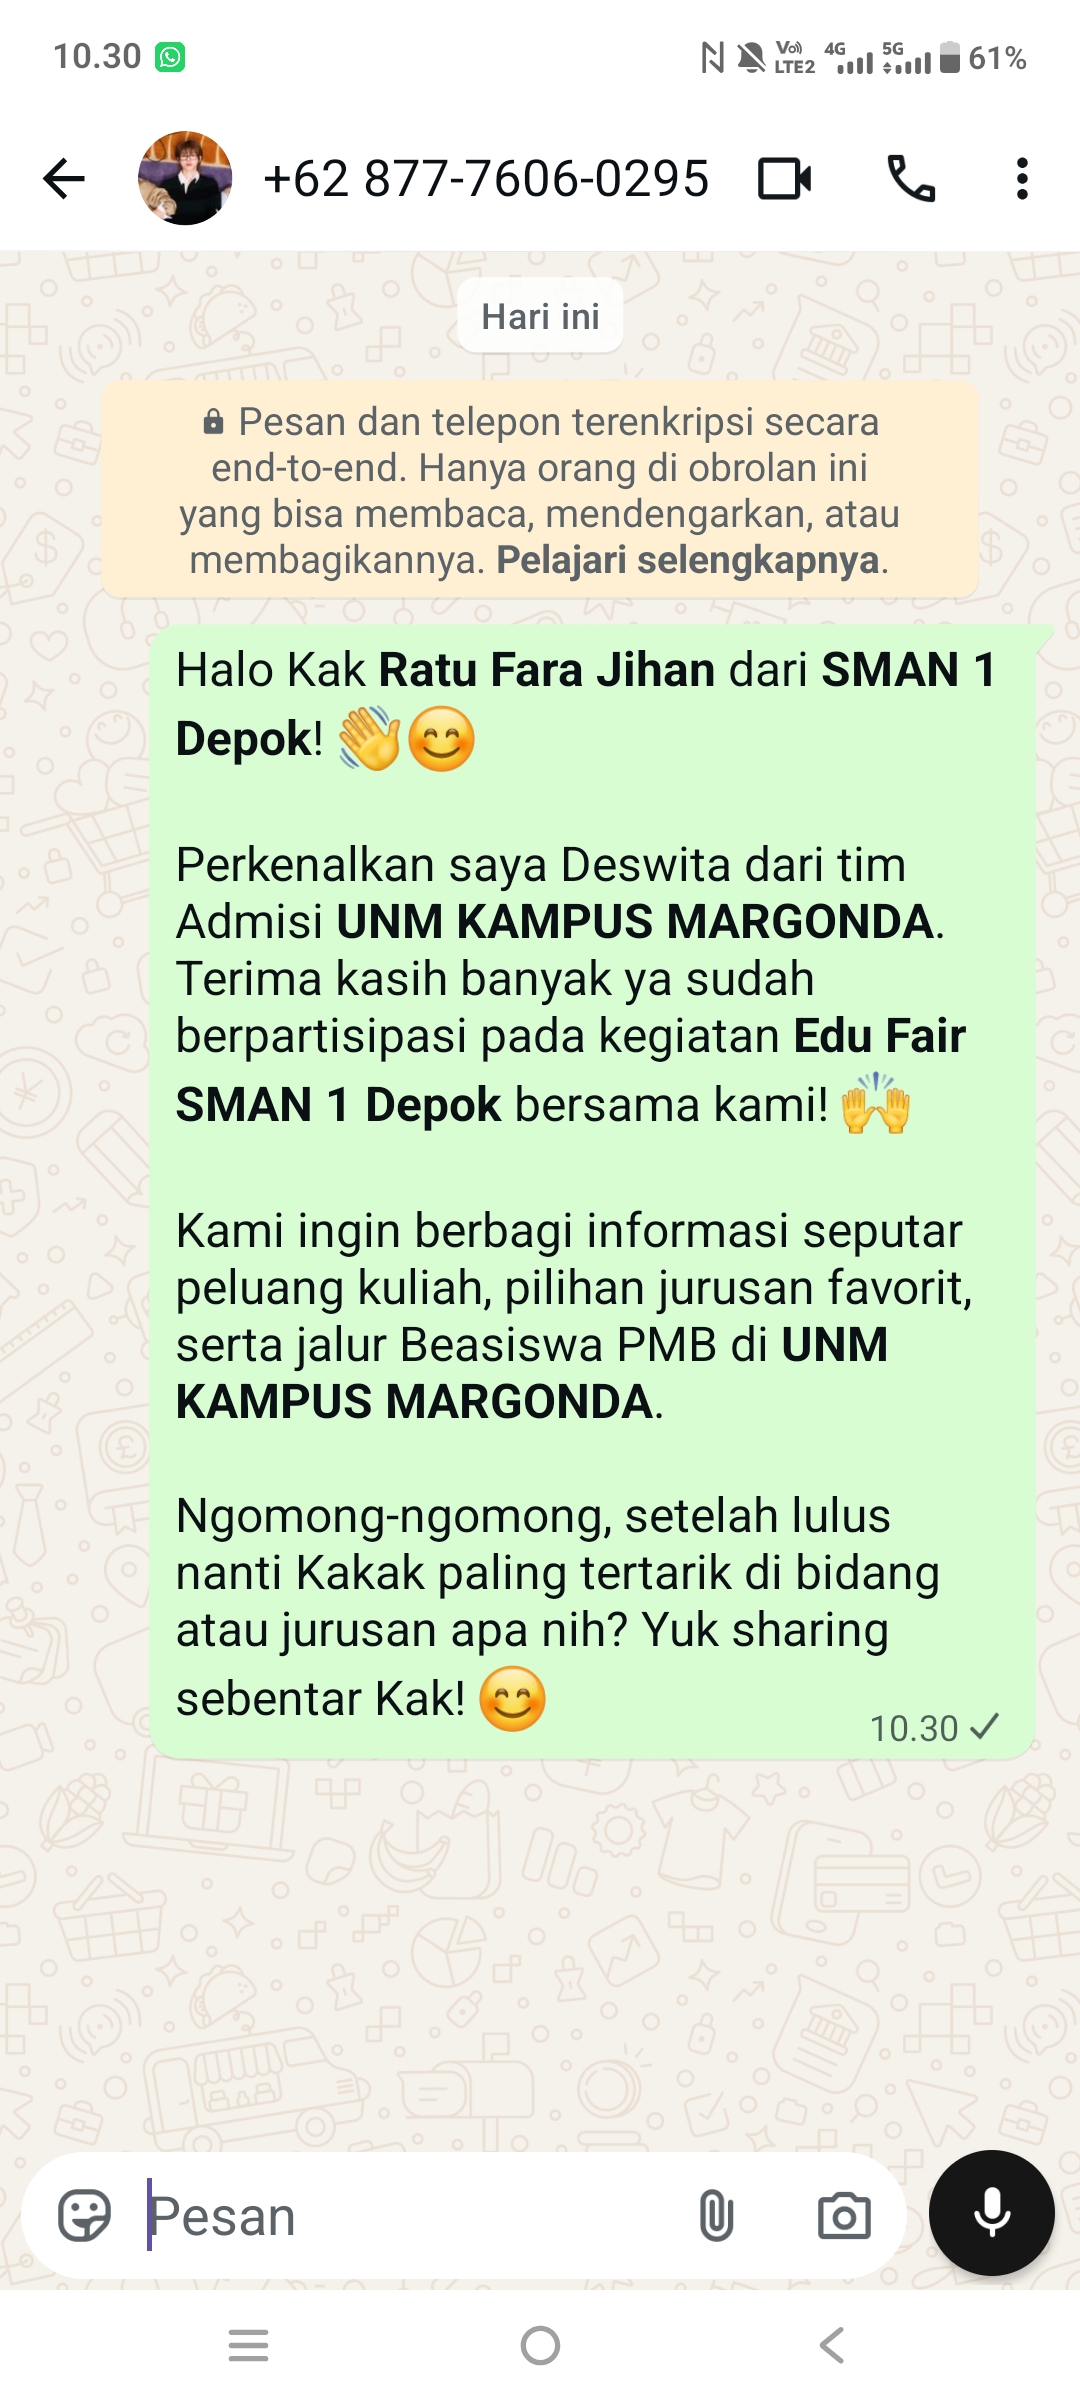 10.30
Vo)
LTE2
4G
5G
61%
+62 877-7606-0295
Hari ini
Pesan dan telepon terenkripsi secara
end-to-end. Hanya orang di obrolan ini
yang bisa membaca, mendengarkan, atau
membagikannya. Pelajari selengkapnya.
Halo Kak Ratu Fara Jihan dari SMAN 1
Depok! 👋😊
Perkenalkan saya Deswita dari tim
Admisi UNM KAMPUS MARGONDA.
Terima kasih banyak ya sudah
berpartisipasi pada kegiatan Edu Fair
SMAN 1 Depok bersama kami! 🙌
Kami ingin berbagi informasi seputar
peluang kuliah, pilihan jurusan favorit,
serta jalur Beasiswa PMB di UNM
KAMPUS MARGONDA.
Ngomong-ngomong, setelah lulus
nanti Kakak paling tertarik di bidang
atau jurusan apa nih? Yuk sharing
sebentar Kak! 😊
10.30
Pesan